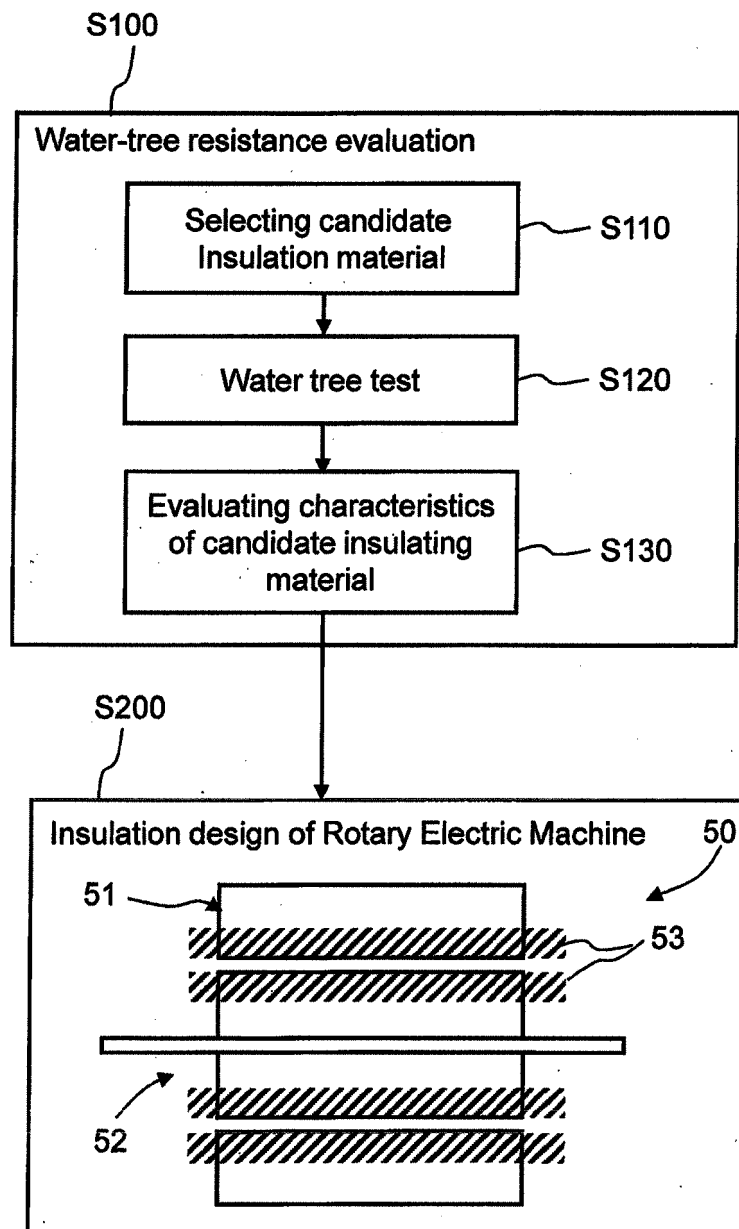 S100
Water-tree resistance evaluation
Selecting candidate
Insulation material
S110
Water tree test
S120
Evaluating characteristics
of candidate insulating
material
S130
S200
Insulation design of Rotary Electric Machine
50
51
53
52